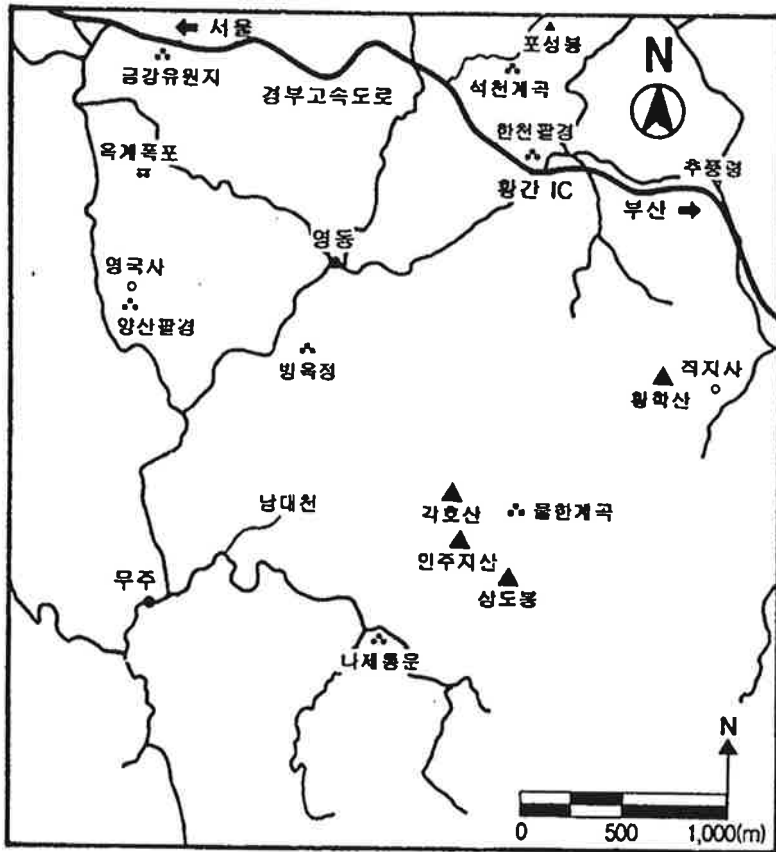 서울
포성봉
N
금강유원지
경부고속도로
석천계곡
한천팔경
옥계폭포
황간 IC
추풍령
부산
영동
영국사
양산팔경
빙옥정
직지사
황학산
남대천
각호산
물한계곡
민주지산
삼도봉
무주
나제통문
N
0 500 1,000(m)